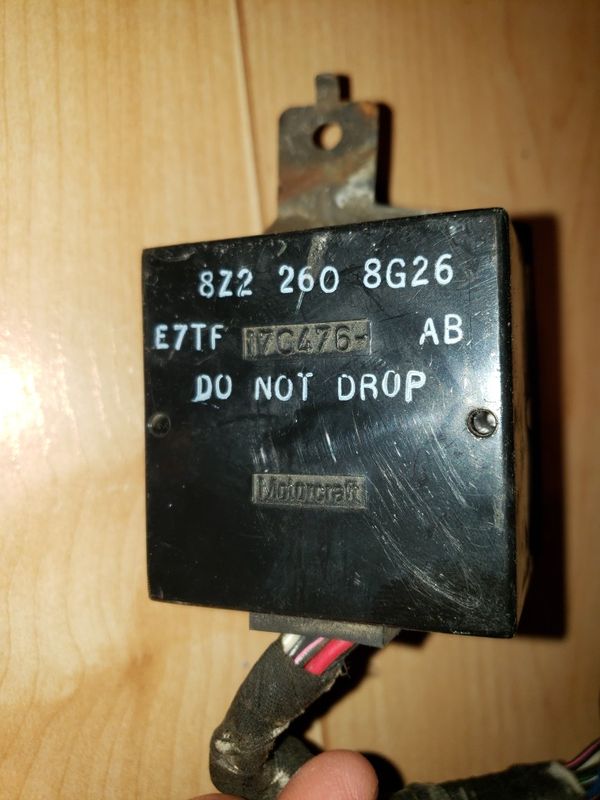 8Z2 260 8G26
E7TF 17C476- AB
DO NOT DROP
Motorcraft